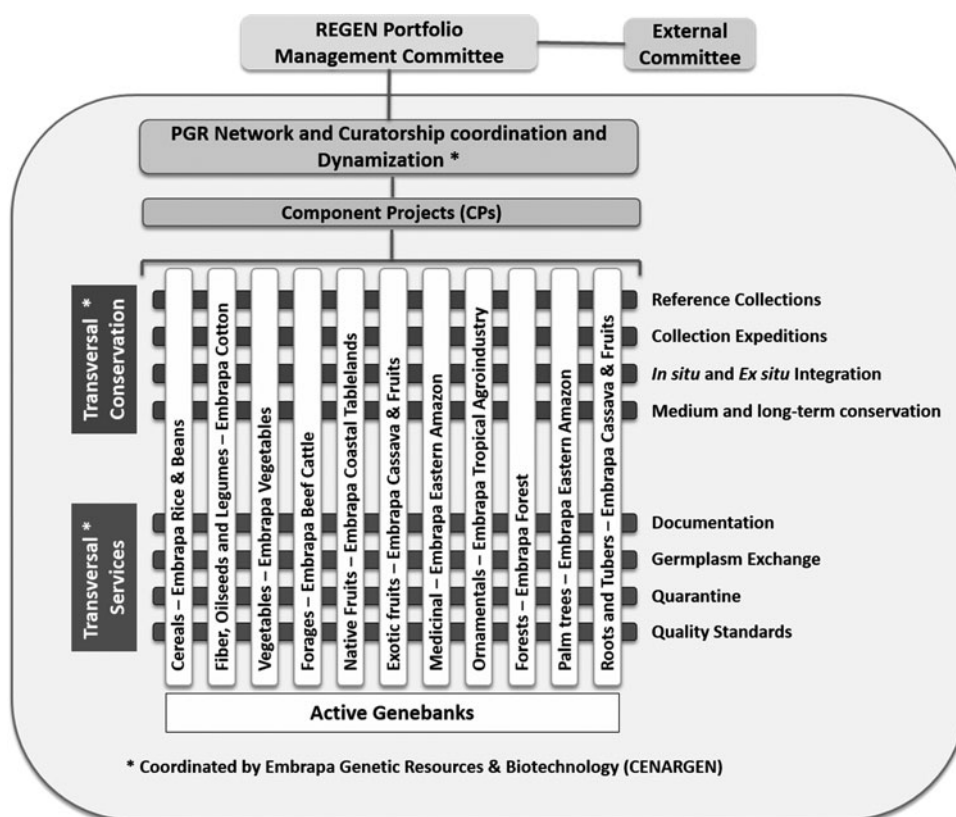 REGEN Portfolio
Management Committee
External
Committee
PGR Network and Curatorship coordination and
Dynamization *
Component Projects (CPs)
Transversal *
Conservation
Reference Collections
Collection Expeditions
In situ and Ex situ Integration
Medium and long-term conservation
Transversal *
Services
Documentation
Germplasm Exchange
Quarantine
Quality Standards
Cereals – Embrapa Rice & Beans
Fiber, Oilseeds and Legumes – Embrapa Cotton
Vegetables – Embrapa Vegetables
Forages – Embrapa Beef Cattle
Native Fruits – Embrapa Coastal Tablelands
Exotic fruits – Embrapa Cassava & Fruits
Medicinal – Embrapa Eastern Amazon
Ornamentals – Embrapa Tropical Agroindustry
Forests – Embrapa Forest
Palm trees – Embrapa Eastern Amazon
Roots and Tubers – Embrapa Cassava & Fruits
Active Genebanks
* Coordinated by Embrapa Genetic Resources & Biotechnology (CENARGEN)